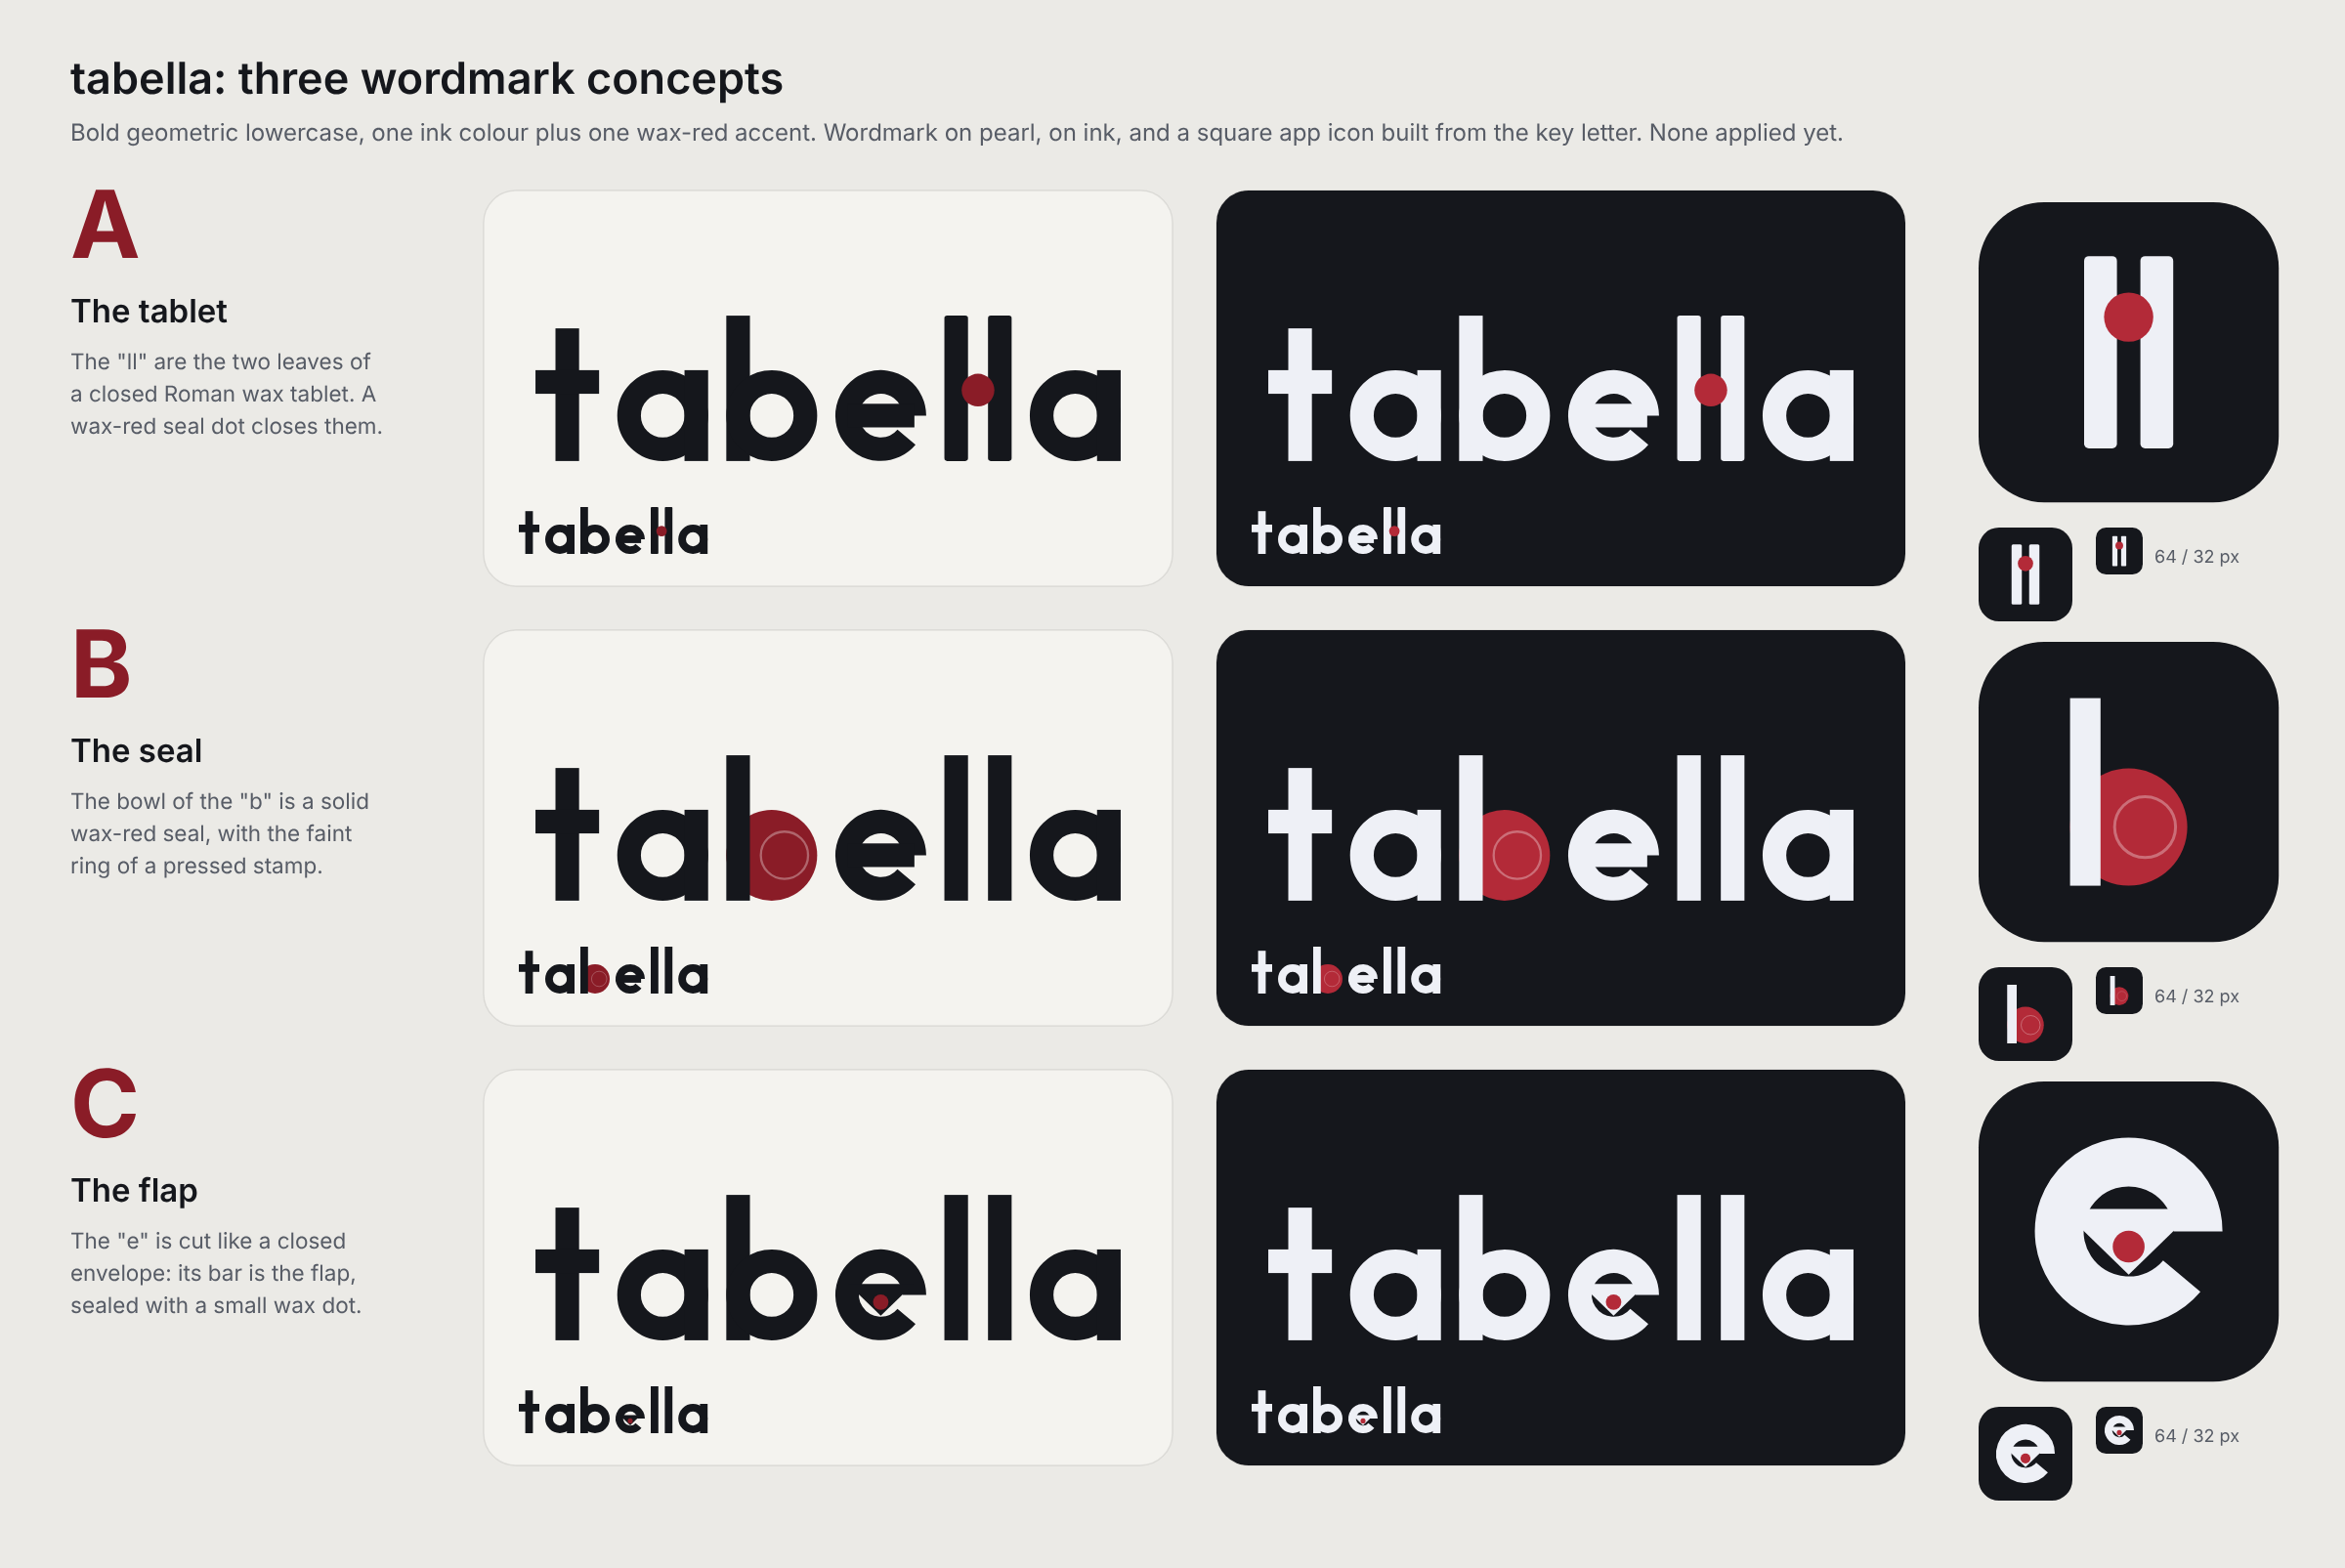 tabella: three wordmark concepts
Bold geometric lowercase, one ink colour plus one wax-red accent. Wordmark on pearl, on ink, and a square app icon built from the key letter. None applied yet.
A
The tablet
The "ll" are the two leaves of
a closed Roman wax tablet. A
wax-red seal dot closes them.
tabella
tabella
tabella
tabella
ll
ll
ll
64 / 32 px
B
The seal
The bowl of the "b" is a solid
wax-red seal, with the faint
ring of a pressed stamp.
tabella
tabella
tabella
tabella
b
b
b
64 / 32 px
C
The flap
The "e" is cut like a closed
envelope: its bar is the flap,
sealed with a small wax dot.
tabella
tabella
tabella
tabella
e
e
e
64 / 32 px